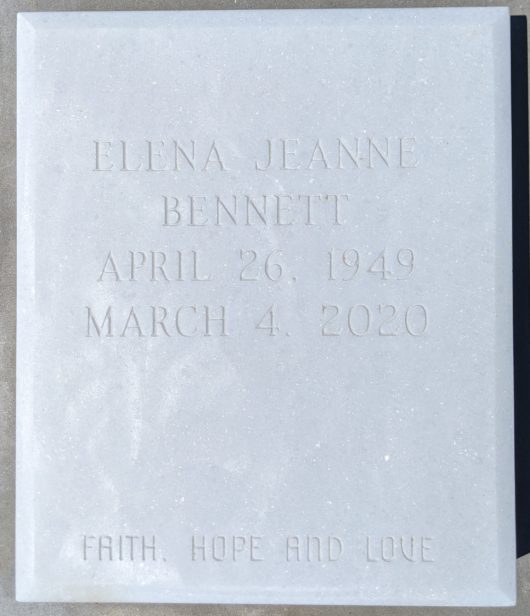 ELENA JEANNE
BENNETT
APRIL 26, 1949
MARCH 4, 2020
FAITH, HOPE AND LOVE